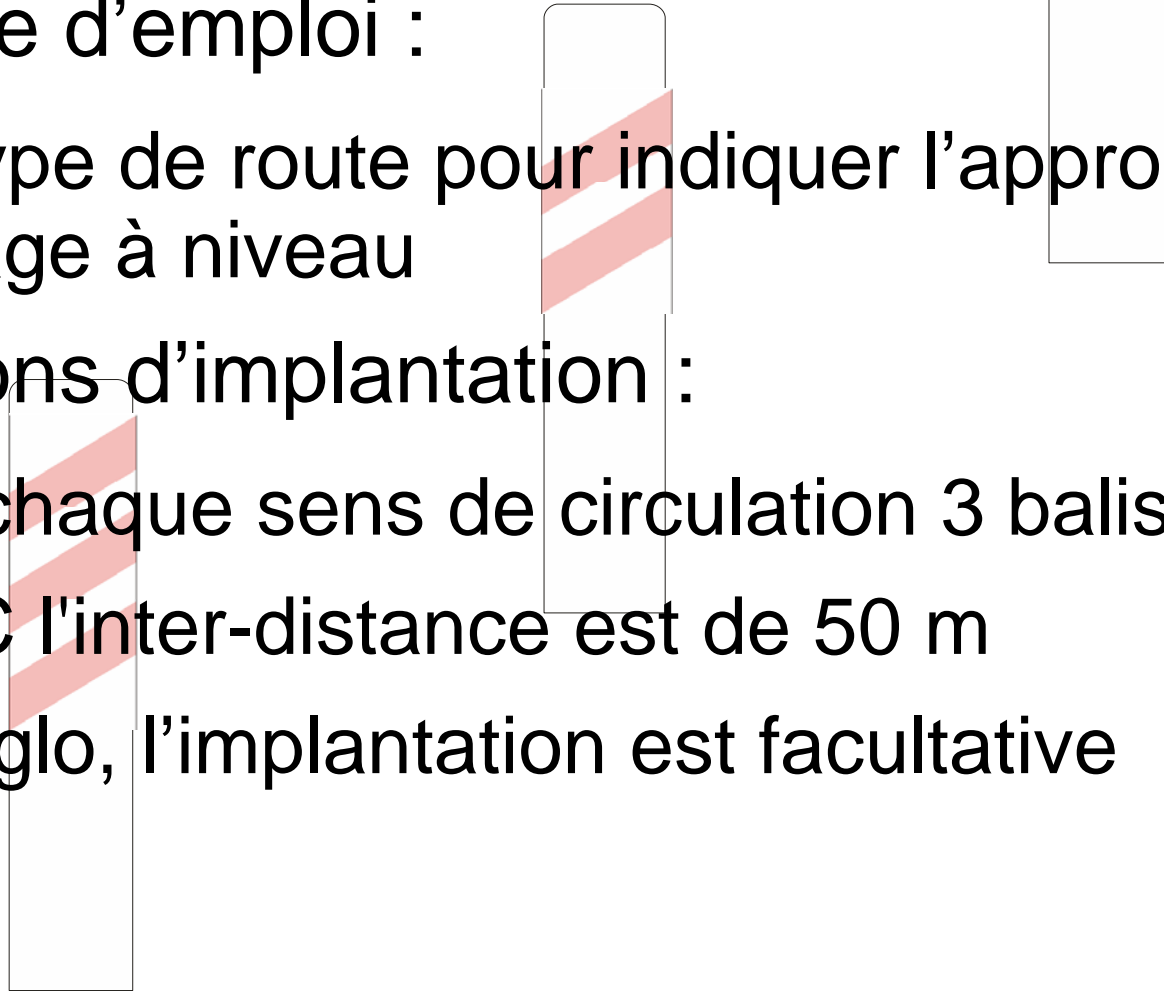 e d’emploi :
ype de route pour indiquer l’appro
age à niveau
ons d’implantation :
chaque sens de circulation 3 balis
C l'inter-distance est de 50 m
glo, l’implantation est facultative